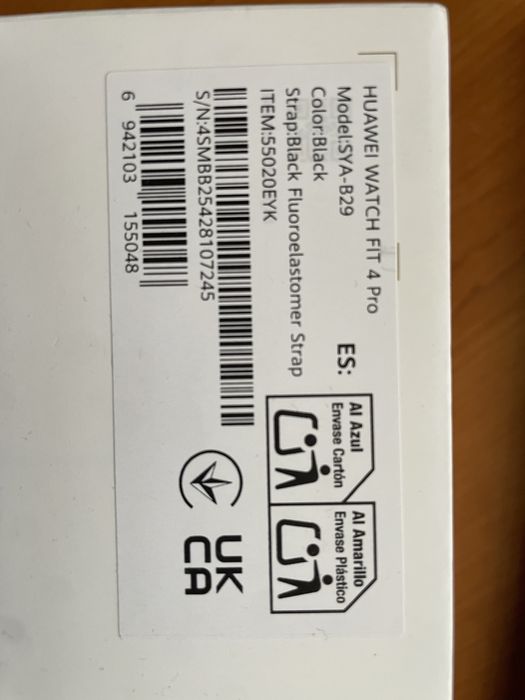 HUAWEI WATCH FIT 4 Pro
Model:SYA-B29
Color:Black
Strap:Black Fluoroelastomer Strap
ITEM:55020EYK
S/N:4SMBB25428107245
6 942103 155048
ES:
Al Azul
Envase Cartón
Al Amarillo
Envase Plástico
UK
CA